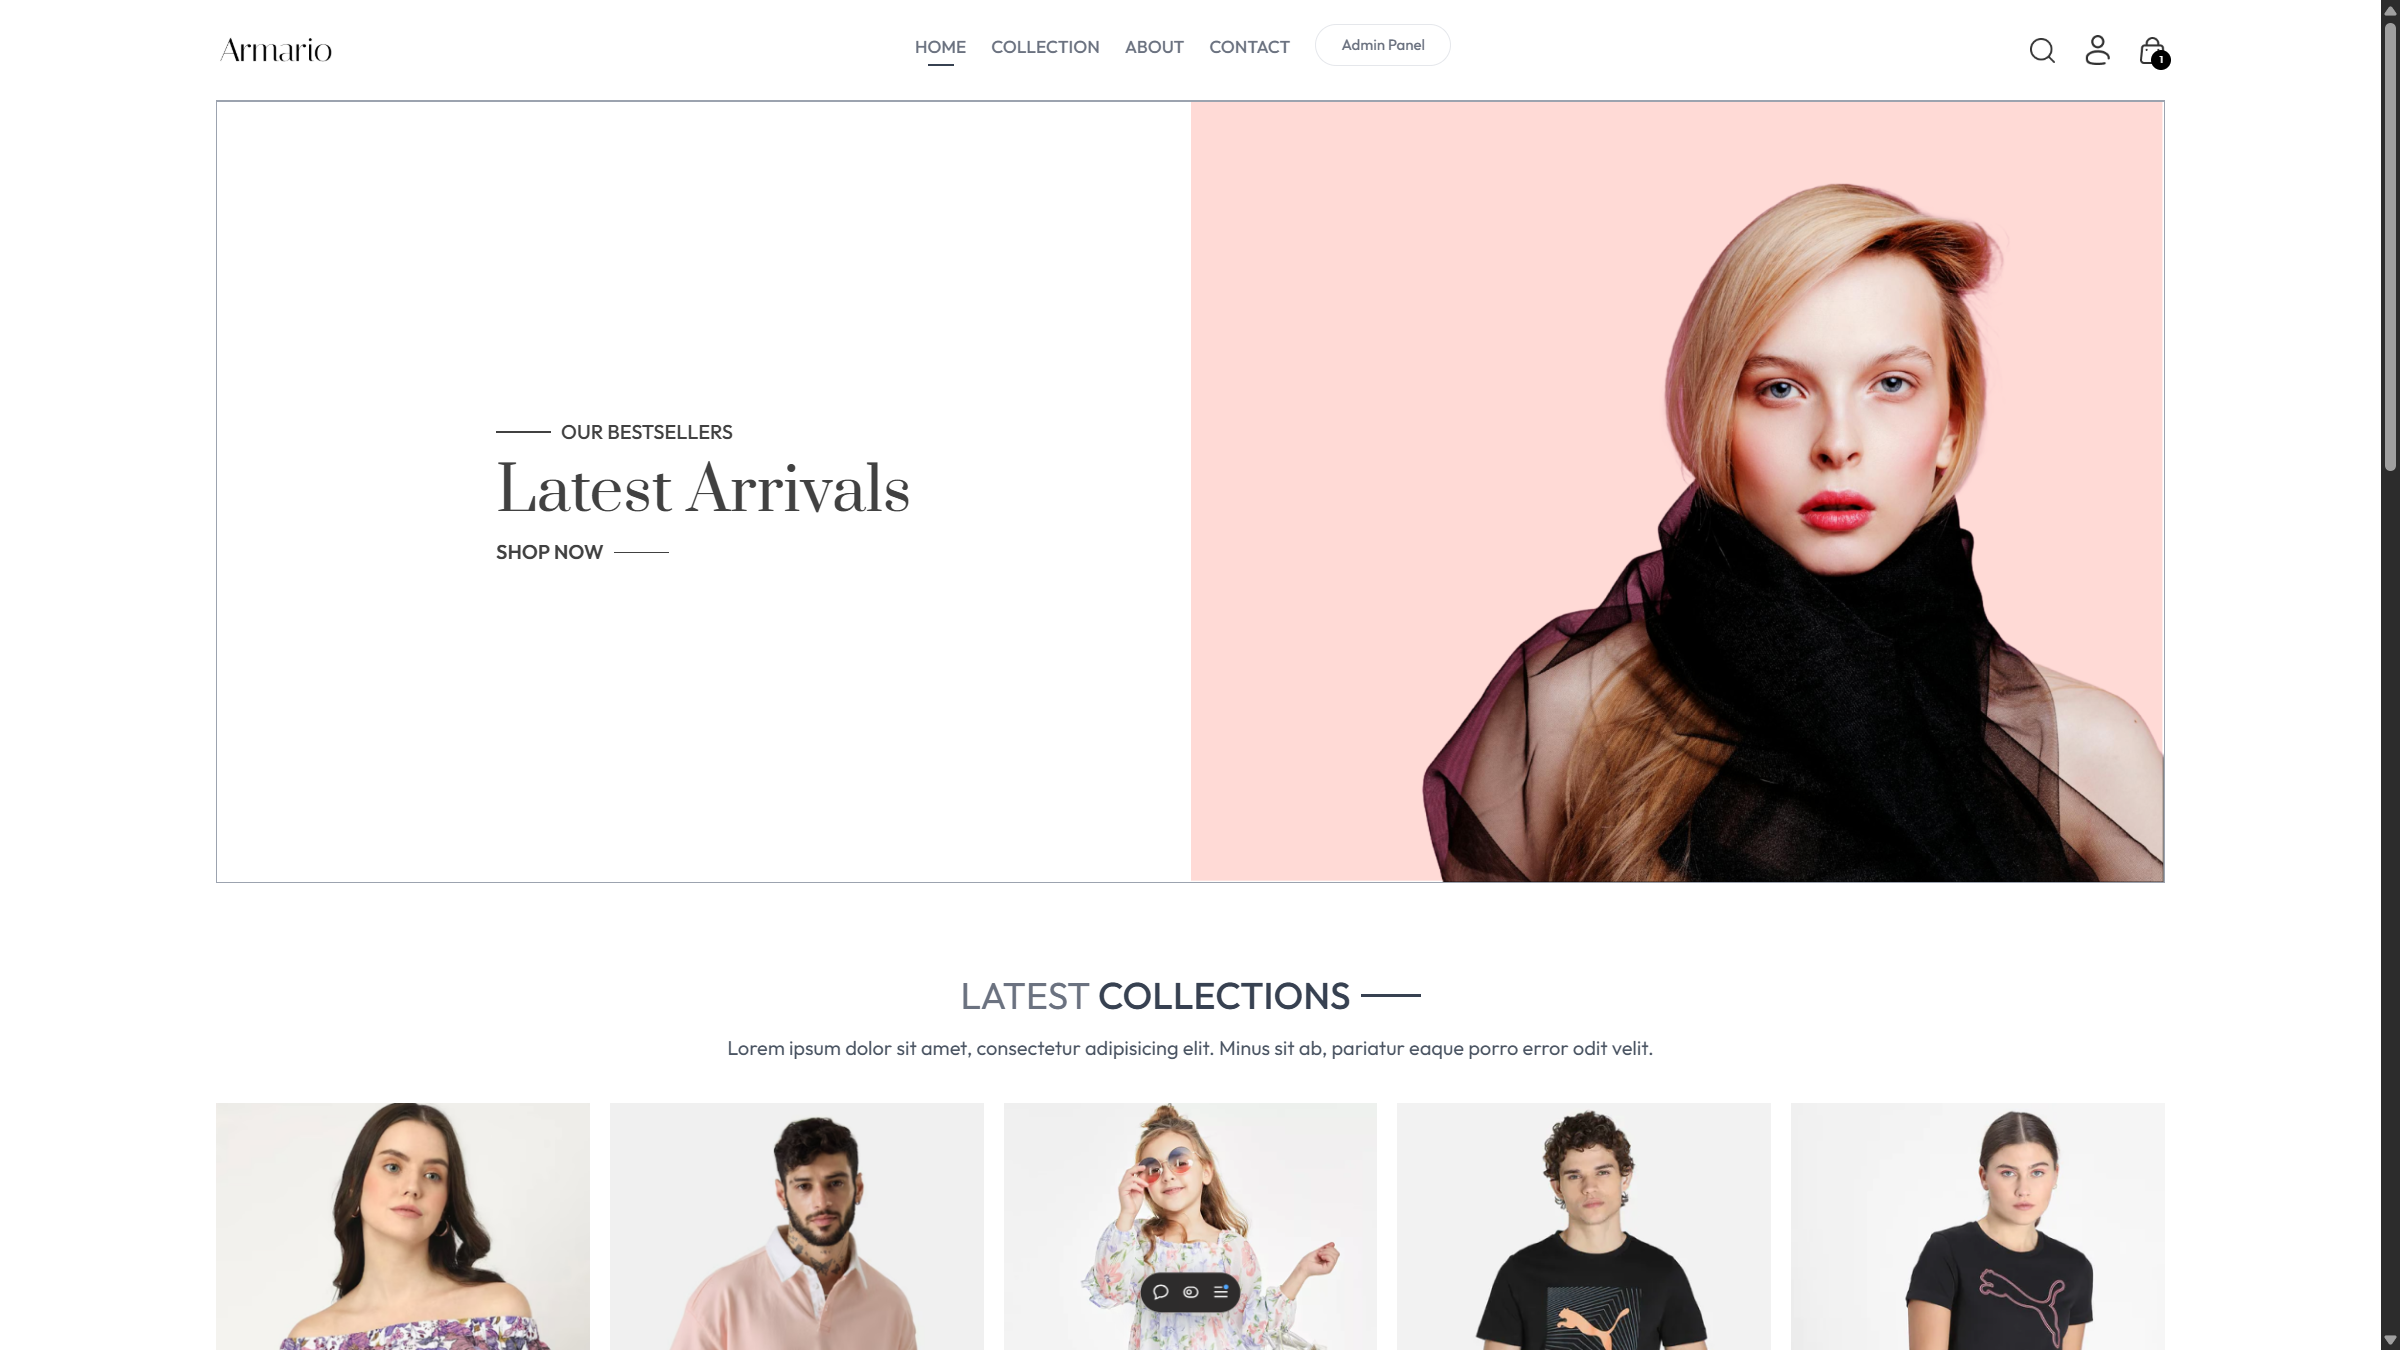 Armario
HOME COLLECTION ABOUT CONTACT Admin Panel
1
OUR BESTSELLERS
Latest Arrivals
SHOP NOW
LATEST COLLECTIONS
Lorem ipsum dolor sit amet, consectetur adipisicing elit. Minus sit ab, pariatur eaque porro error odit velit.